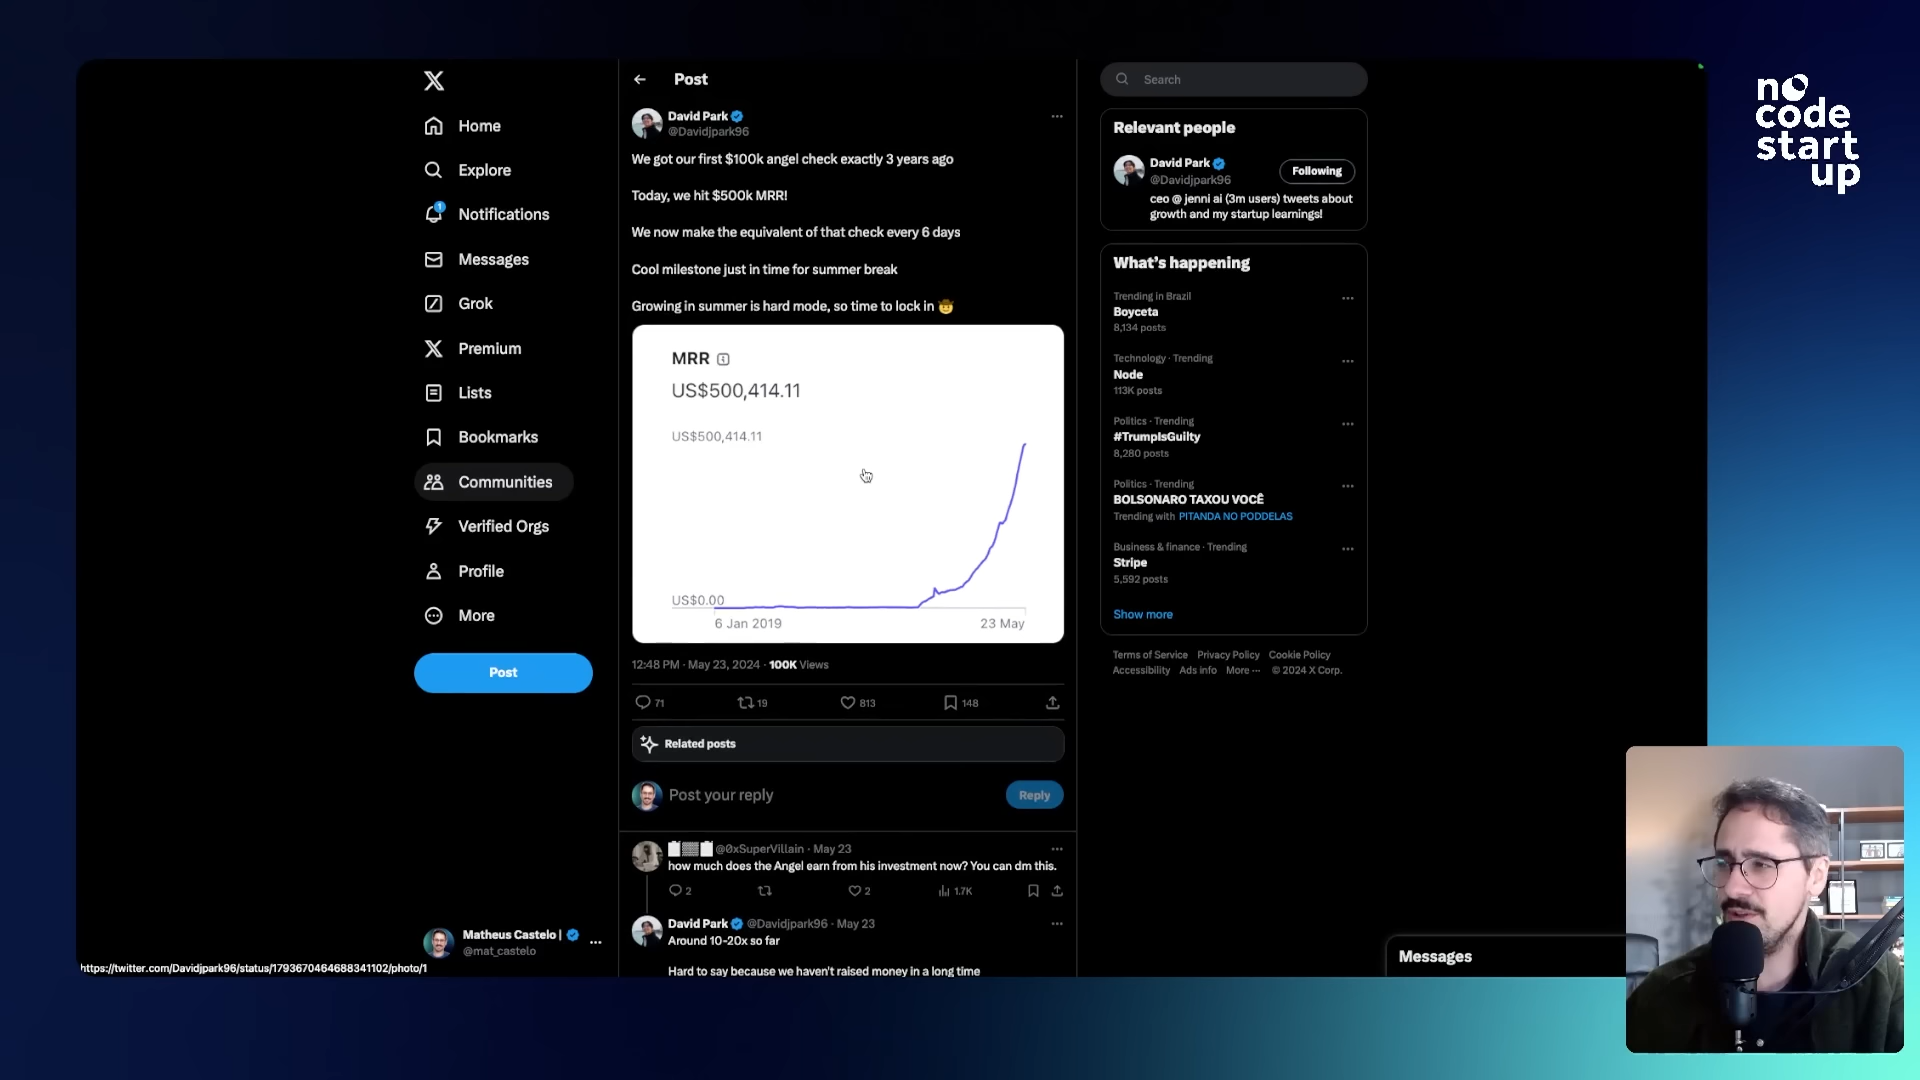 no
code
start
up
Home
Explore
1
Notifications
Messages
Grok
Premium
Lists
Bookmarks
Communities
Verified Orgs
Profile
More
Post
Matheus Castelo |
@mat_castelo
https://twitter.com/Davidjpark96/status/1793670464688341102/photo/1
Post
David Park
@Davidjpark96
We got our first $100k angel check exactly 3 years ago
Today, we hit $500k MRR!
We now make the equivalent of that check every 6 days
Cool milestone just in time for summer break
Growing in summer is hard mode, so time to lock in 🤠
MRR
US$500,414.11
US$500,414.11
US$0.00
6 Jan 2019
23 May
12:48 PM · May 23, 2024 · 100K Views
71
19
813
148
Related posts
Post your reply
Reply
@0xSuperVillain · May 23
how much does the Angel earn from his investment now? You can dm this.
2
2
1.7K
David Park @Davidjpark96 · May 23
Around 10-20x so far
Hard to say because we haven't raised money in a long time
Search
Relevant people
David Park
@Davidjpark96
Following
ceo @ jenni ai (3m users) tweets about
growth and my startup learnings!
What's happening
Trending in Brazil
Boyceta
8,134 posts
Technology · Trending
Node
113K posts
Politics · Trending
#TrumpIsGuilty
8,280 posts
Politics · Trending
BOLSONARO TAXOU VOCÊ
Trending with PITANDA NO PODDELAS
Business & finance · Trending
Stripe
5,592 posts
Show more
Terms of Service Privacy Policy Cookie Policy
Accessibility Ads info More ··· © 2024 X Corp.
Messages